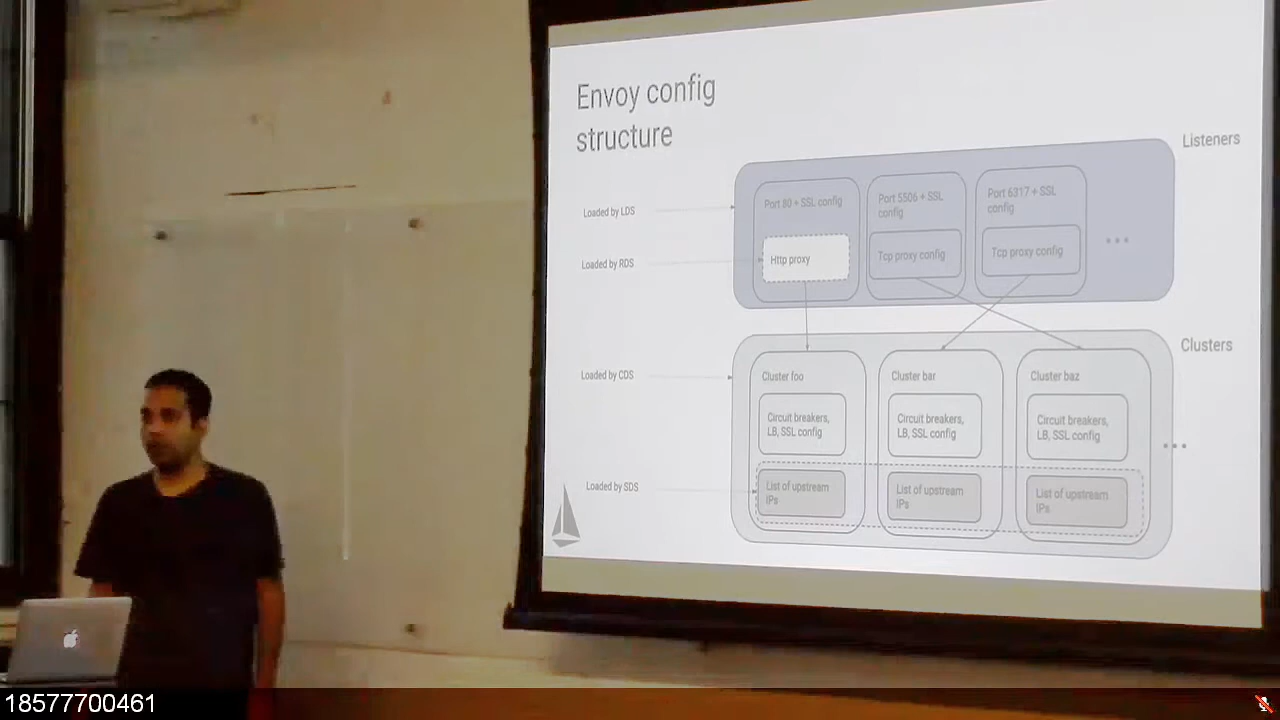 Envoy config
structure
Listeners
Loaded by LDS
Port 80 + SSL config
Port 5506 + SSL
config
Port 6317 + SSL
config
Loaded by RDS
Http proxy
Tcp proxy config
Tcp proxy config
...
Clusters
Loaded by CDS
Cluster foo
Cluster bar
Cluster baz
Circuit breakers,
LB, SSL config
Circuit breakers,
LB, SSL config
Circuit breakers,
LB, SSL config
...
Loaded by SDS
List of upstream
IPs
List of upstream
IPs
List of upstream
IPs
18577700461